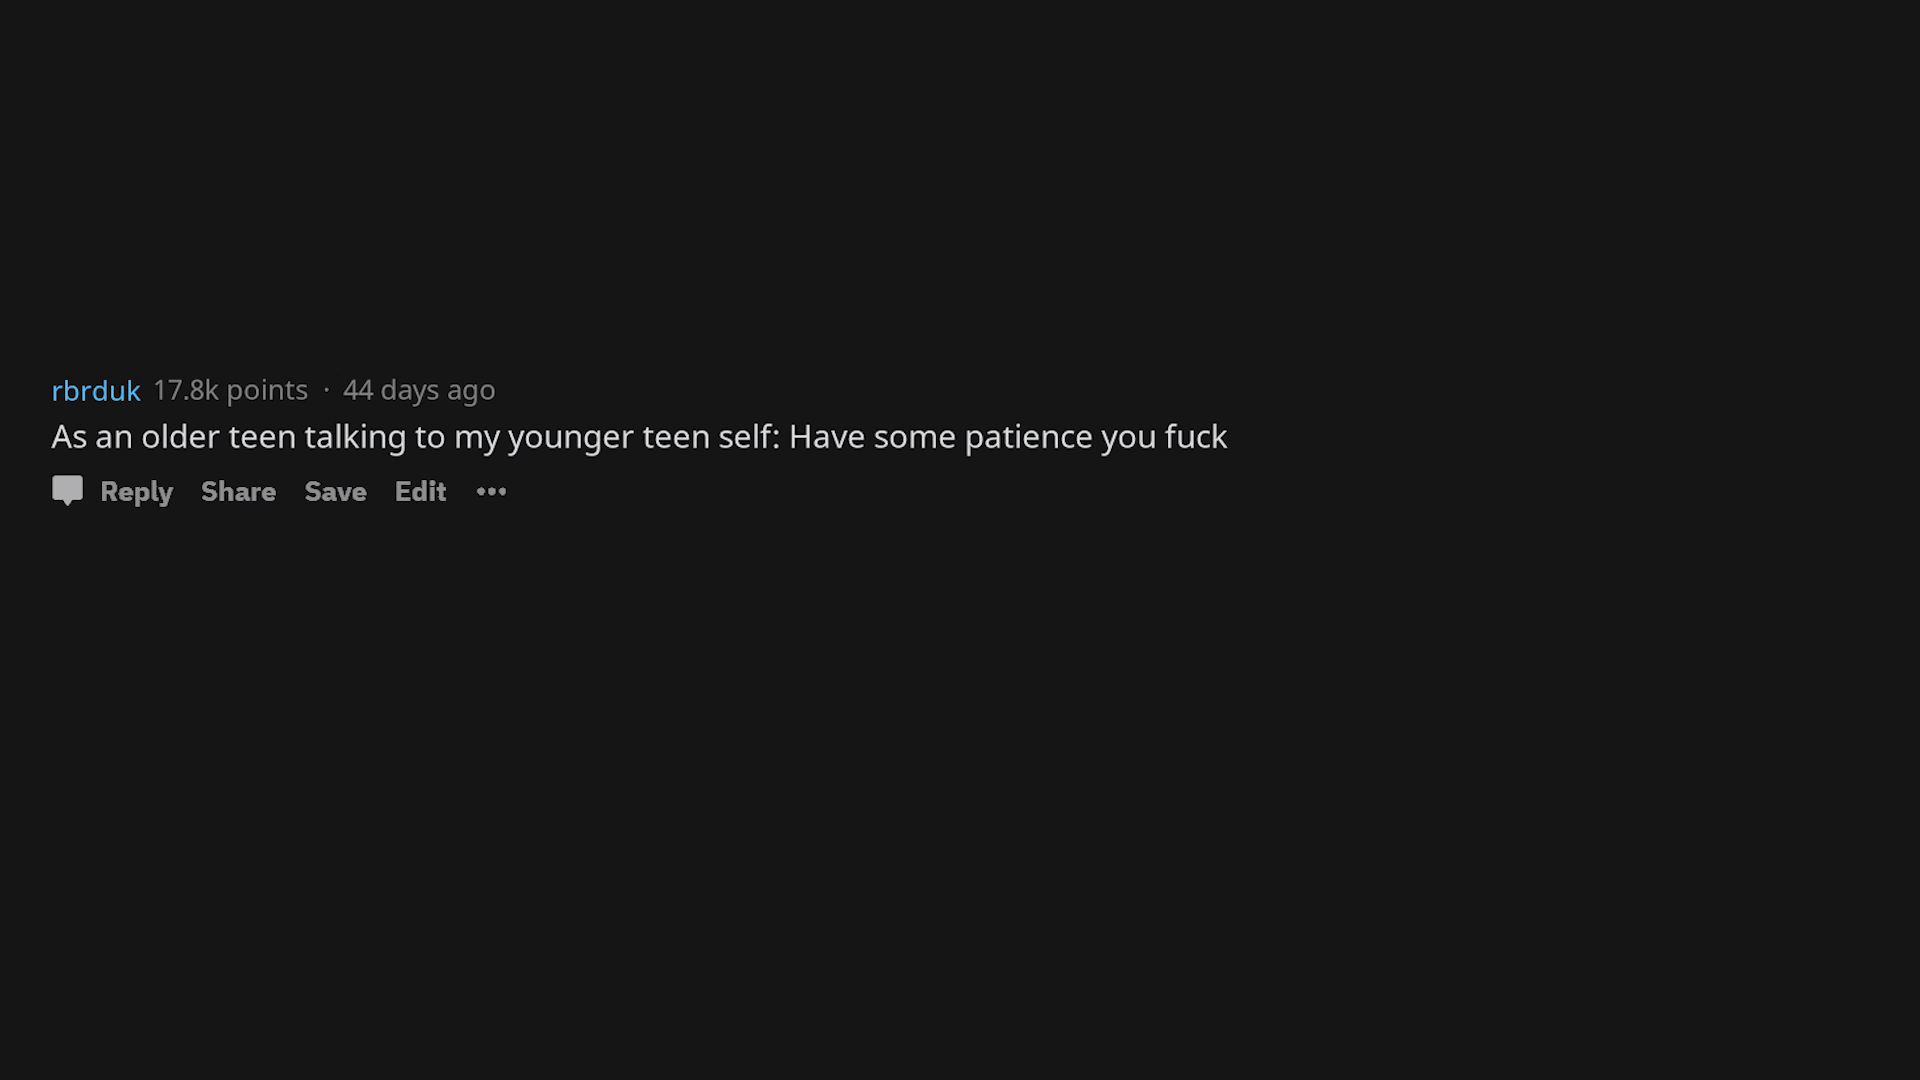 rbrduk 17.8k points · 44 days ago
As an older teen talking to my younger teen self: Have some patience you fuck
Reply Share Save Edit •••